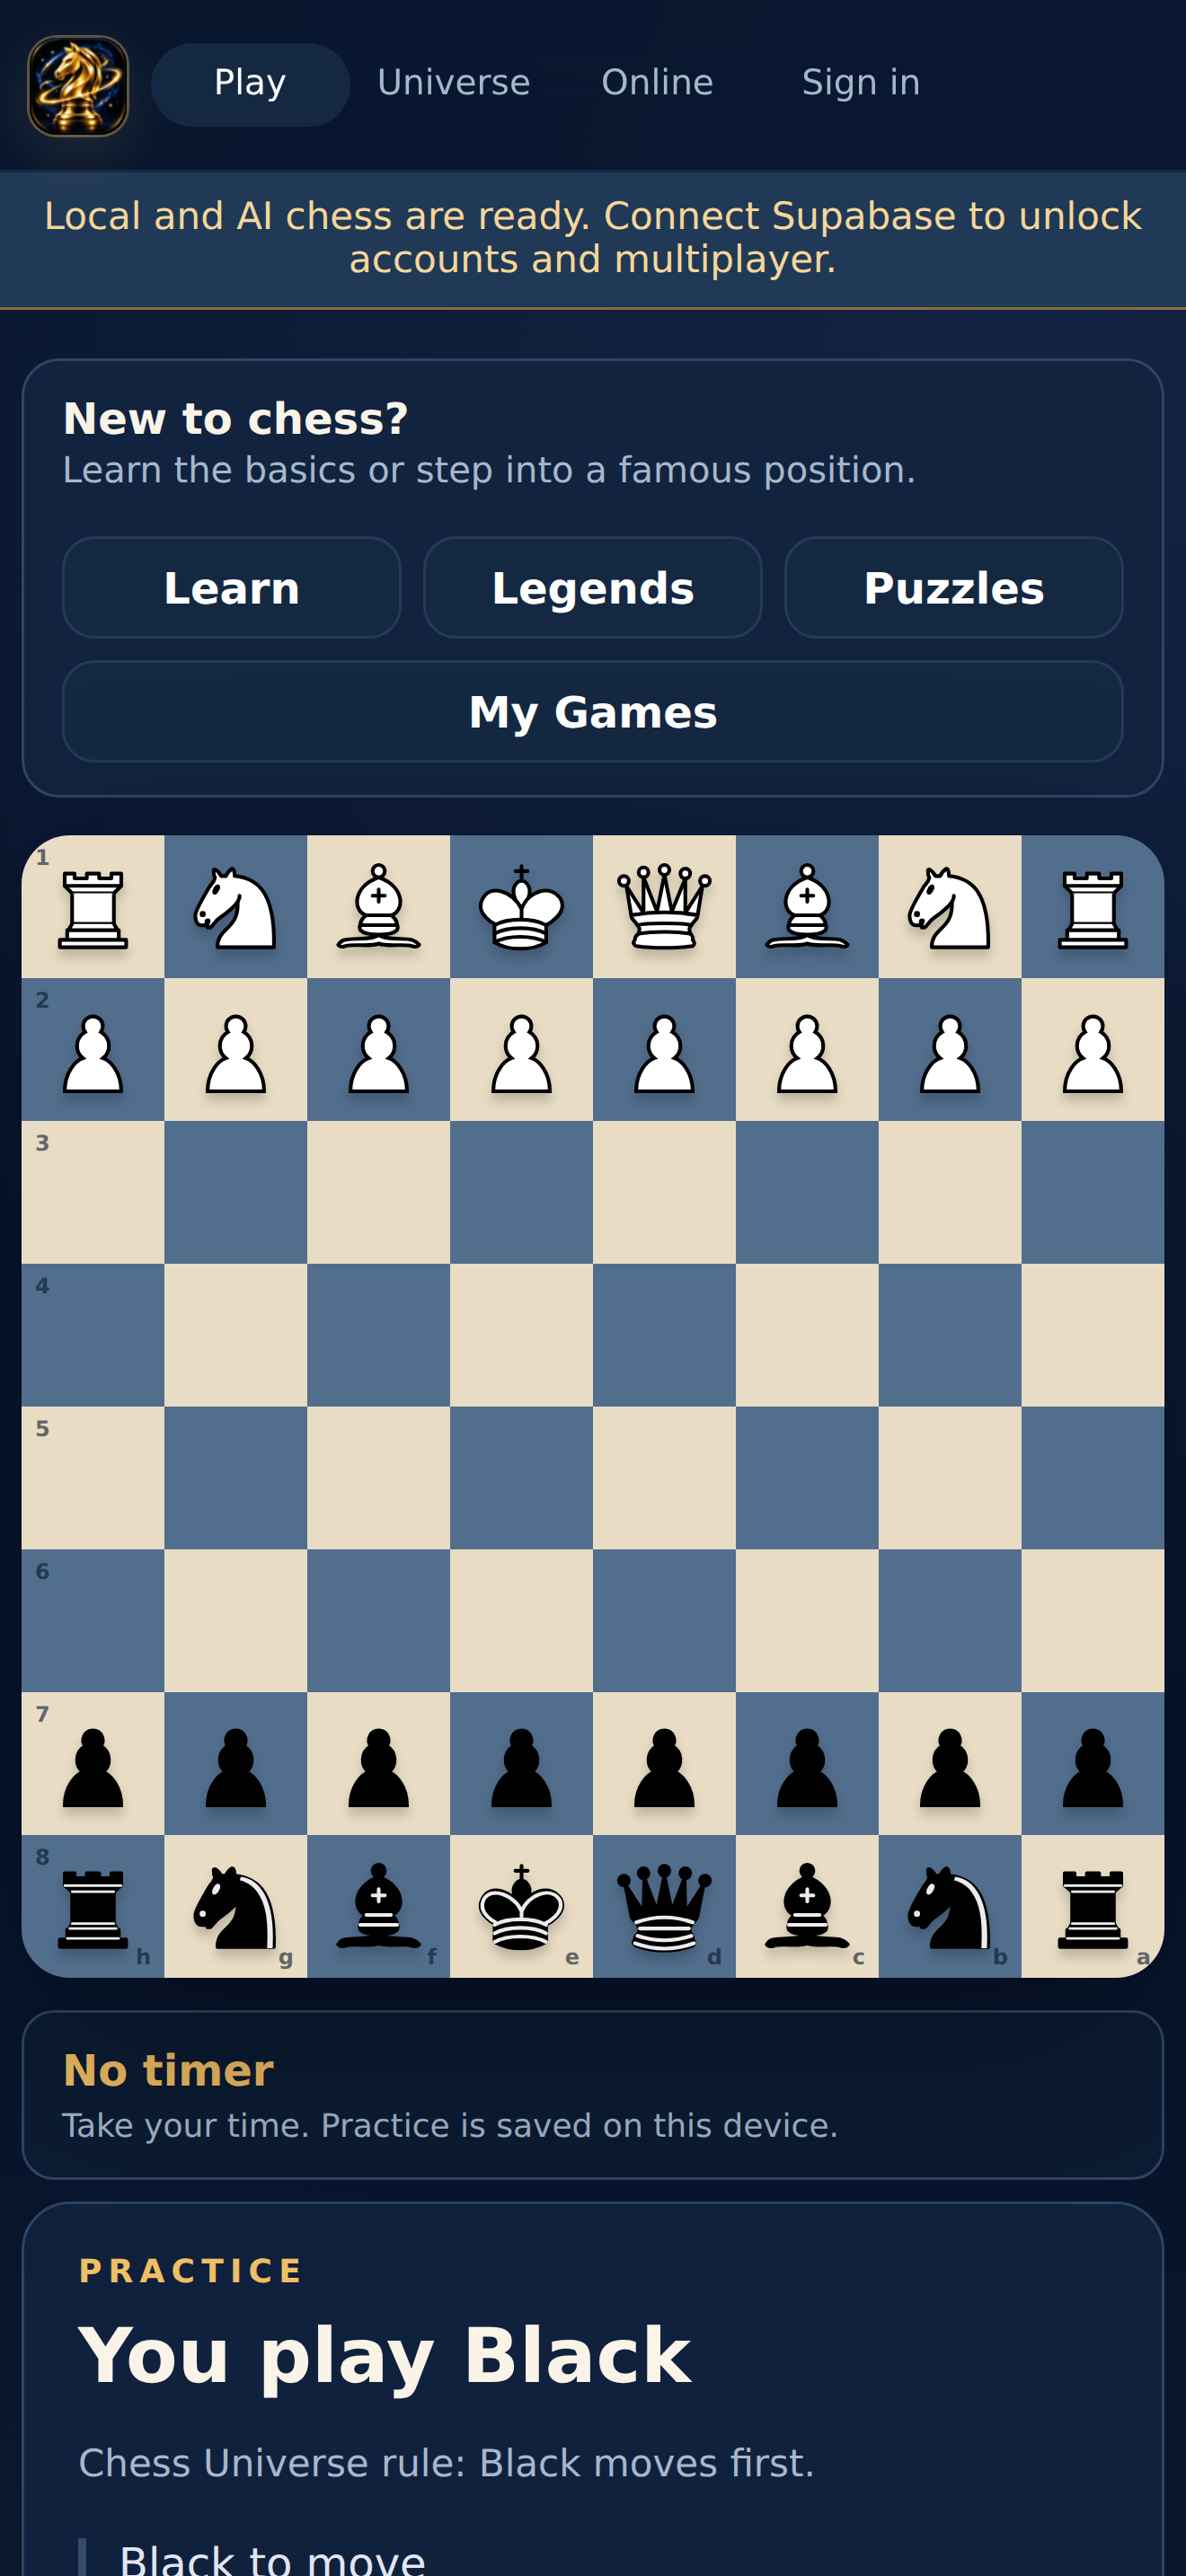 Play Universe Online Sign in
Local and AI chess are ready. Connect Supabase to unlock
accounts and multiplayer.
New to chess?
Learn the basics or step into a famous position.
Learn Legends Puzzles
My Games
1
2
3
4
5
6
7
8
h g f e d c b a
No timer
Take your time. Practice is saved on this device.
PRACTICE
You play Black
Chess Universe rule: Black moves first.
Black to move